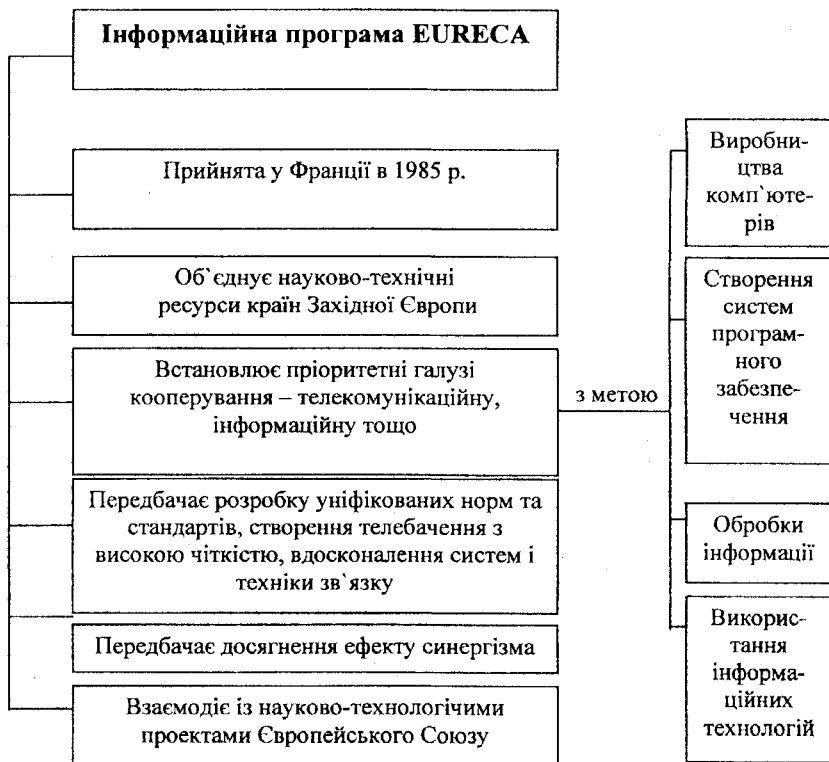 Інформаційна програма EURECA
Прийнята у Франції в 1985 р.
Об`єднує науково-технічні
ресурси країн Західної Європи
Встановлює пріоритетні галузі
кооперування – телекомунікаційну,
інформаційну тощо
Передбачає розробку уніфікованих норм та
стандартів, створення телебачення з
високою чіткістю, вдосконалення систем і
техніки зв`язку
Передбачає досягнення ефекту синергізма
Взаємодіє із науково-технологічими
проектами Європейського Союзу
з метою
Виробни-
цтва
комп`юте-
рів
Створення
систем
програм-
ного
забезпе-
чення
Обробки
інформації
Викорис-
тання
інформа-
ційних
технологій